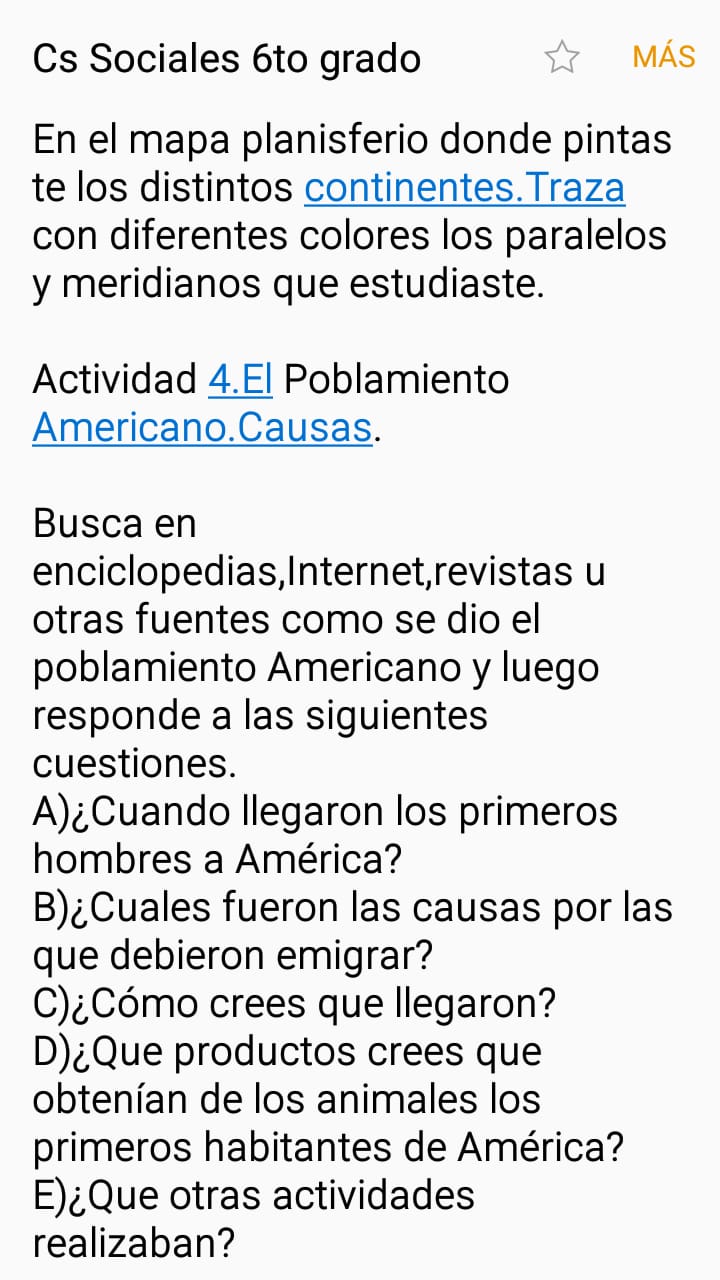 Cs Sociales 6to grado
MÁS
En el mapa planisferio donde pintas
te los distintos continentes.Traza
con diferentes colores los paralelos
y meridianos que estudiaste.
Actividad 4.El Poblamiento
Americano.Causas.
Busca en
enciclopedias,Internet,revistas u
otras fuentes como se dio el
poblamiento Americano y luego
responde a las siguientes
cuestiones.
A)¿Cuando llegaron los primeros
hombres a América?
B)¿Cuales fueron las causas por las
que debieron emigrar?
C)¿Cómo crees que llegaron?
D)¿Que productos crees que
obtenían de los animales los
primeros habitantes de América?
E)¿Que otras actividades
realizaban?